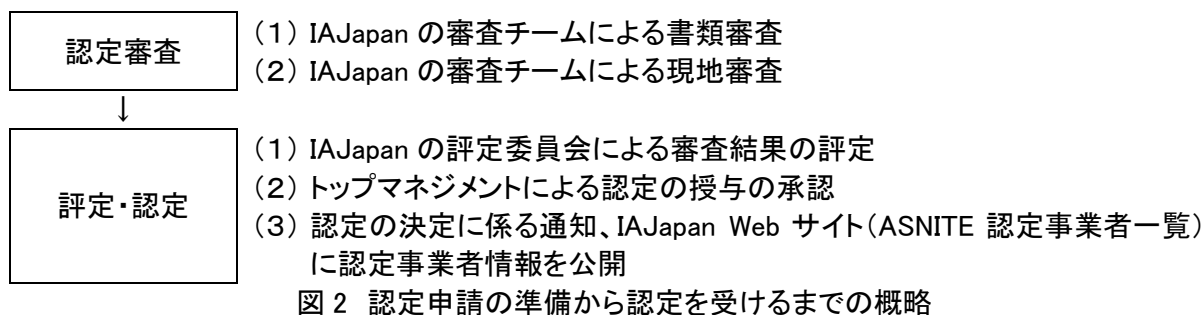 認定審査
（１） IAJapan の審査チームによる書類審査
（２） IAJapan の審査チームによる現地審査
↓
評定・認定
（１） IAJapan の評定委員会による審査結果の評定
（２） トップマネジメントによる認定の授与の承認
（３） 認定の決定に係る通知、IAJapan Web サイト（ASNITE 認定事業者一覧）
に認定事業者情報を公開
図 2 認定申請の準備から認定を受けるまでの概略